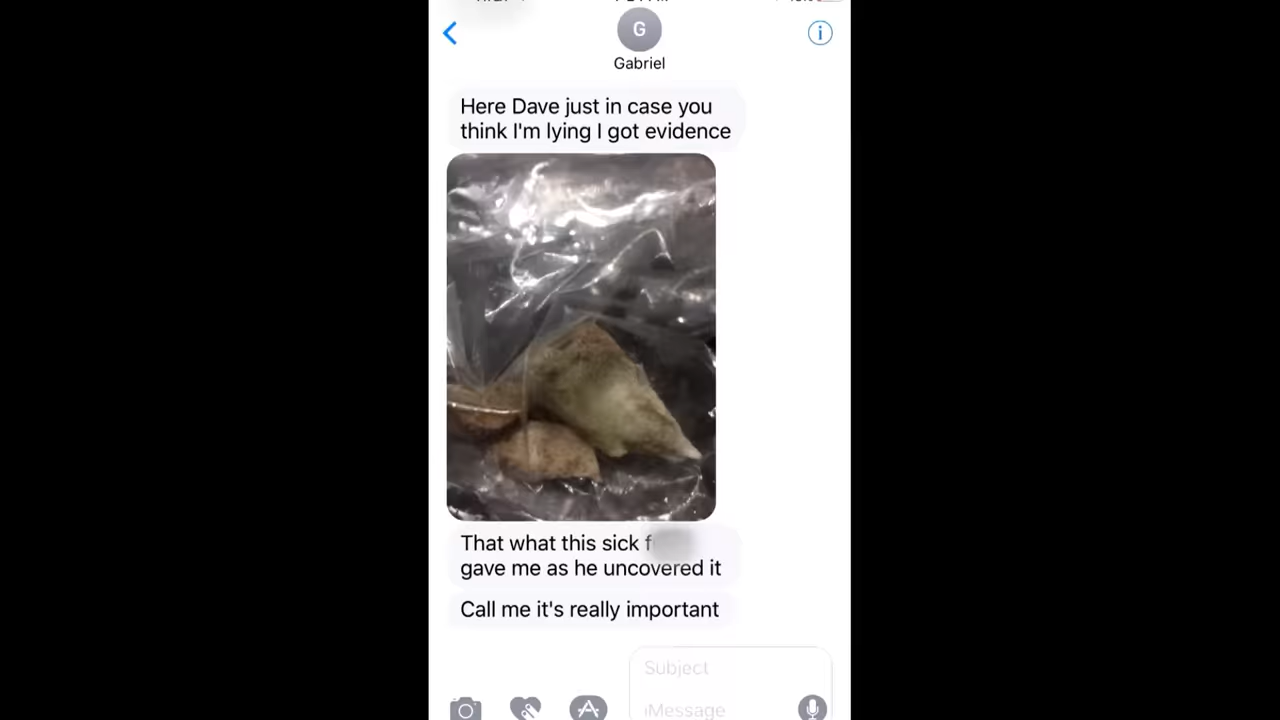 G
Gabriel
Here Dave just in case you
think I'm lying I got evidence
That what this sick f
gave me as he uncovered it
Call me it's really important
Subject
iMessage